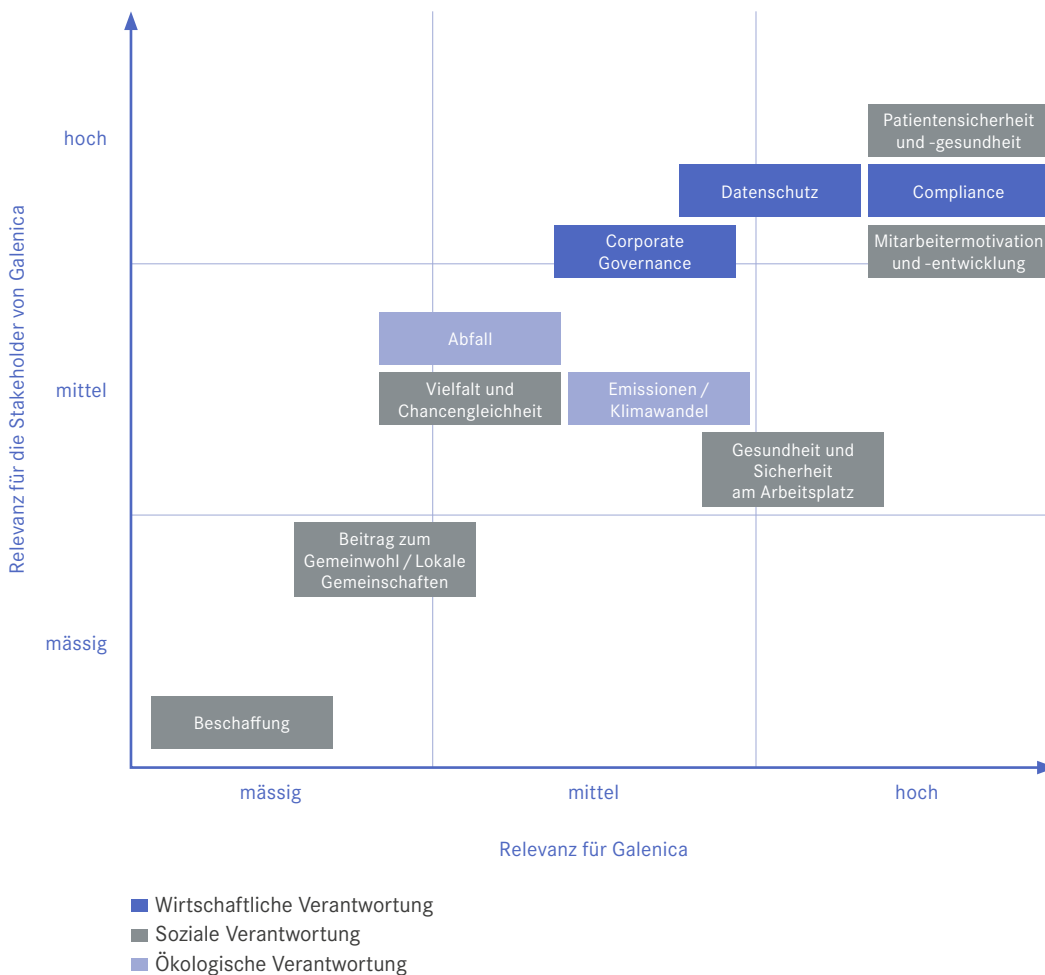 Relevanz für die Stakeholder von Galenica
hoch
mittel
mässig
Patientensicherheit
und -gesundheit
Datenschutz
Compliance
Corporate
Governance
Mitarbeitermotivation
und -entwicklung
Abfall
Vielfalt und
Chancengleichheit
Emissionen /
Klimawandel
Gesundheit und
Sicherheit
am Arbeitsplatz
Beitrag zum
Gemeinwohl / Lokale
Gemeinschaften
Beschaffung
mässig
mittel
hoch
Relevanz für Galenica
Wirtschaftliche Verantwortung
Soziale Verantwortung
Ökologische Verantwortung